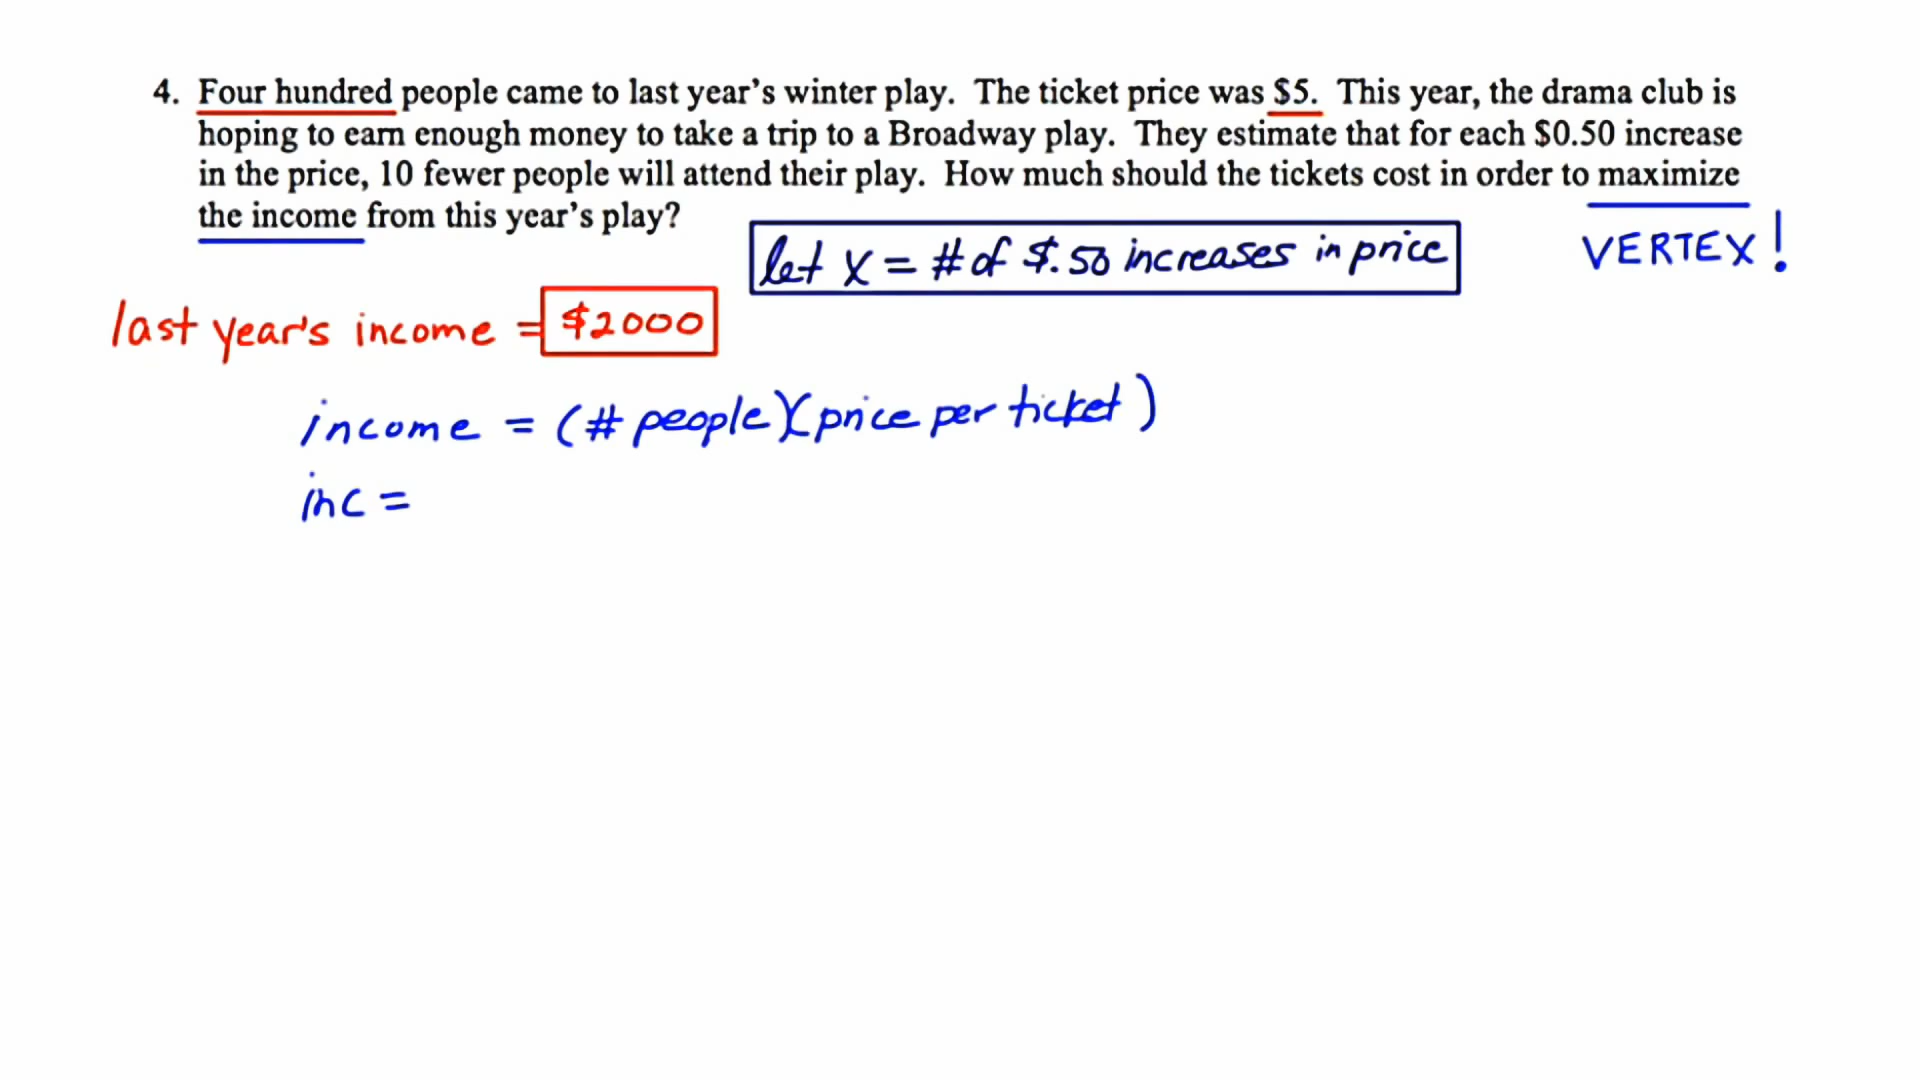 4. Four hundred people came to last year's winter play. The ticket price was $5. This year, the drama club is
hoping to earn enough money to take a trip to a Broadway play. They estimate that for each $0.50 increase
in the price, 10 fewer people will attend their play. How much should the tickets cost in order to maximize
the income from this year's play?
let x = # of $.50 increases in price
VERTEX!
last year's income = $2000
income = (# people)(price per ticket)
inc =